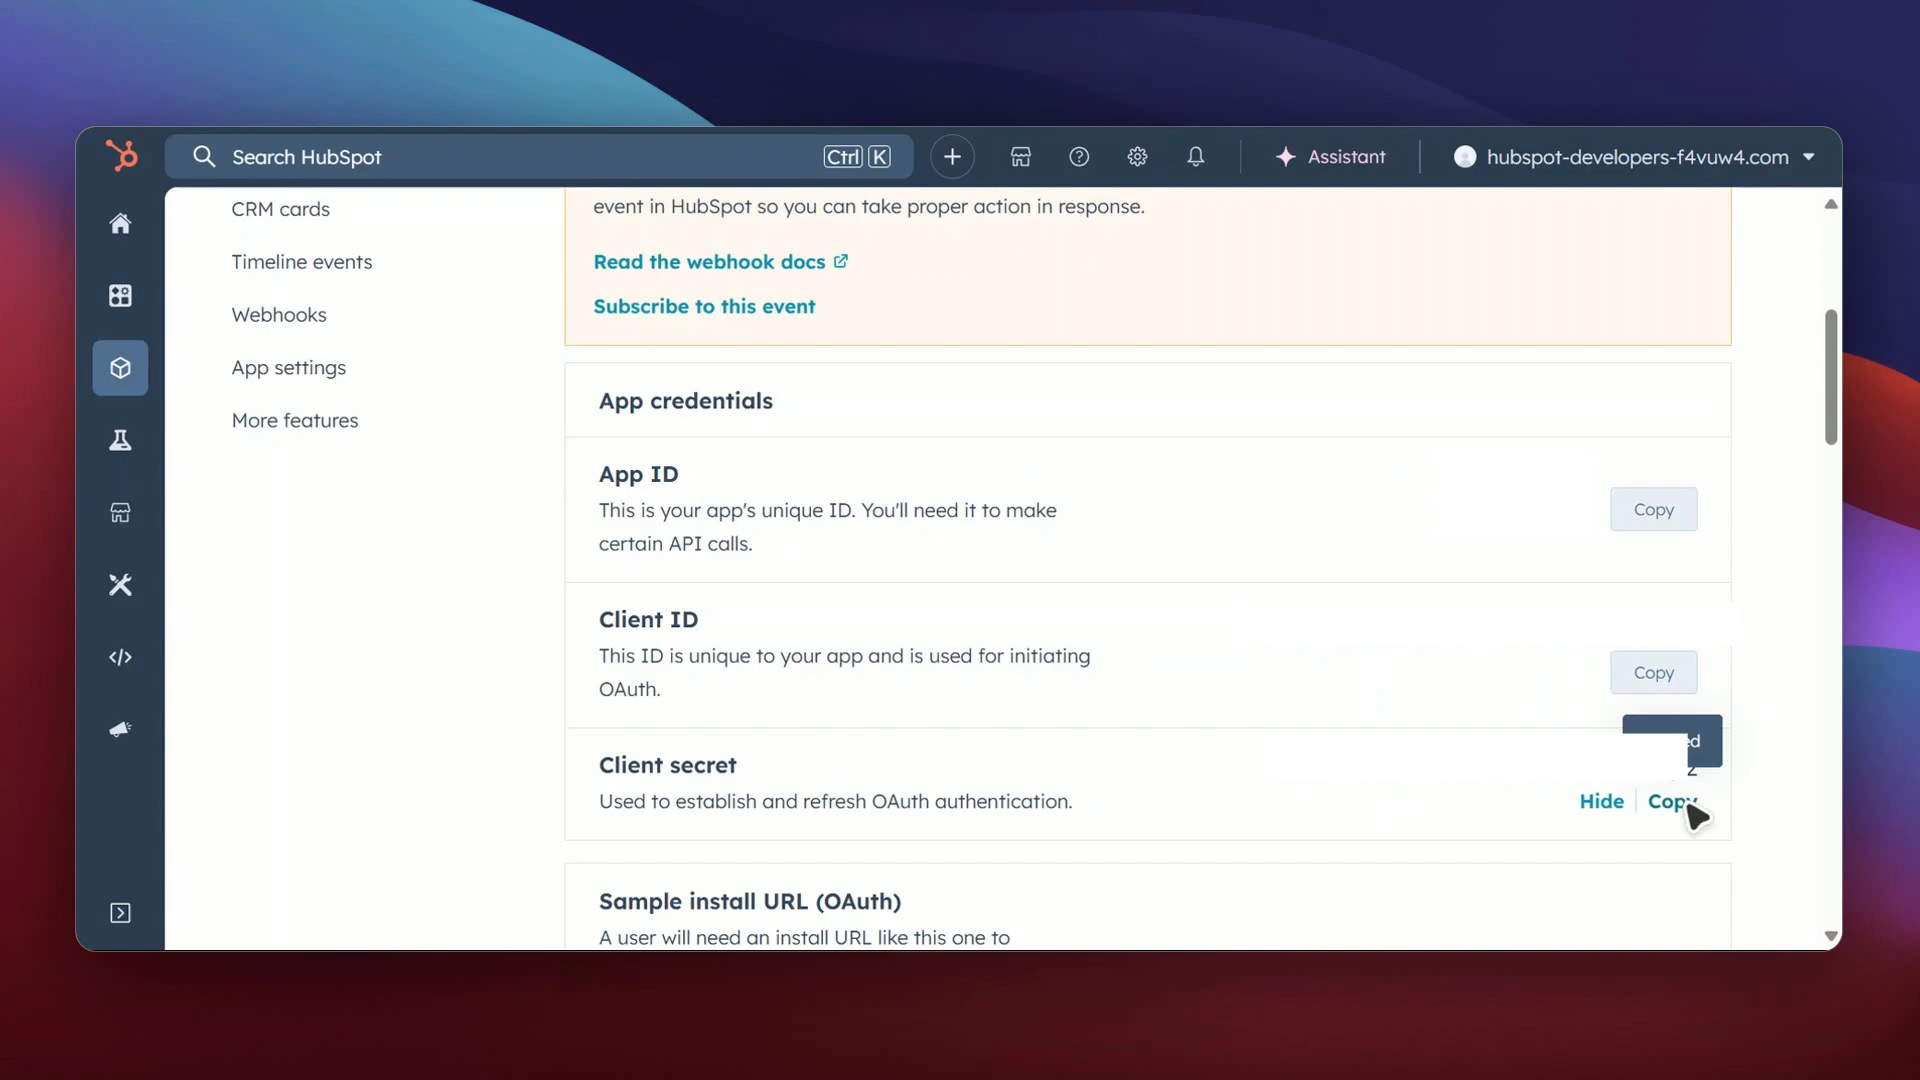 Search HubSpot
Ctrl K
Assistant
hubspot-developers-f4vuw4.com
CRM cards
Timeline events
Webhooks
App settings
More features
event in HubSpot so you can take proper action in response.
Read the webhook docs
Subscribe to this event
App credentials
App ID
This is your app's unique ID. You'll need it to make
certain API calls.
Copy
Client ID
This ID is unique to your app and is used for initiating
OAuth.
Copy
Client secret
Used to establish and refresh OAuth authentication.
Hide
Copy
Sample install URL (OAuth)
A user will need an install URL like this one to